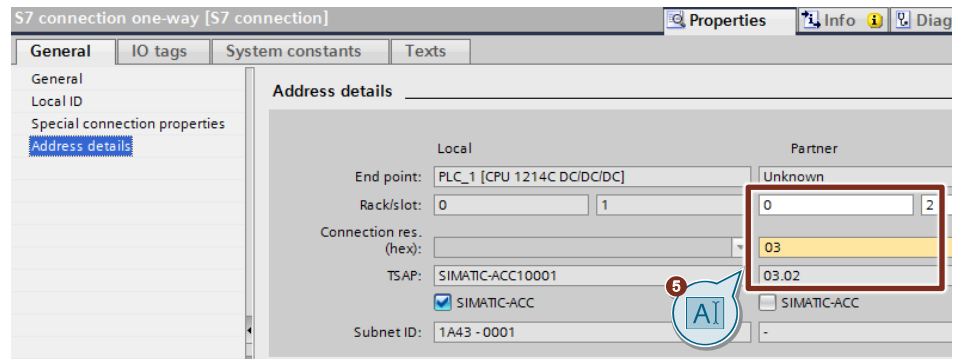 S7 connection one-way [S7 connection]
Properties
Info
Diag
General
IO tags
System constants
Texts
General
Local ID
Special connection properties
Address details
Address details
Local
Partner
End point:
PLC_1 [CPU 1214C DC/DC/DC]
Unknown
Rack/slot:
0
1
0
2
Connection res.
(hex):
03
TSAP:
SIMATIC-ACC10001
03.02
SIMATIC-ACC
SIMATIC-ACC
5
AI
Subnet ID:
1A43 - 0001
-